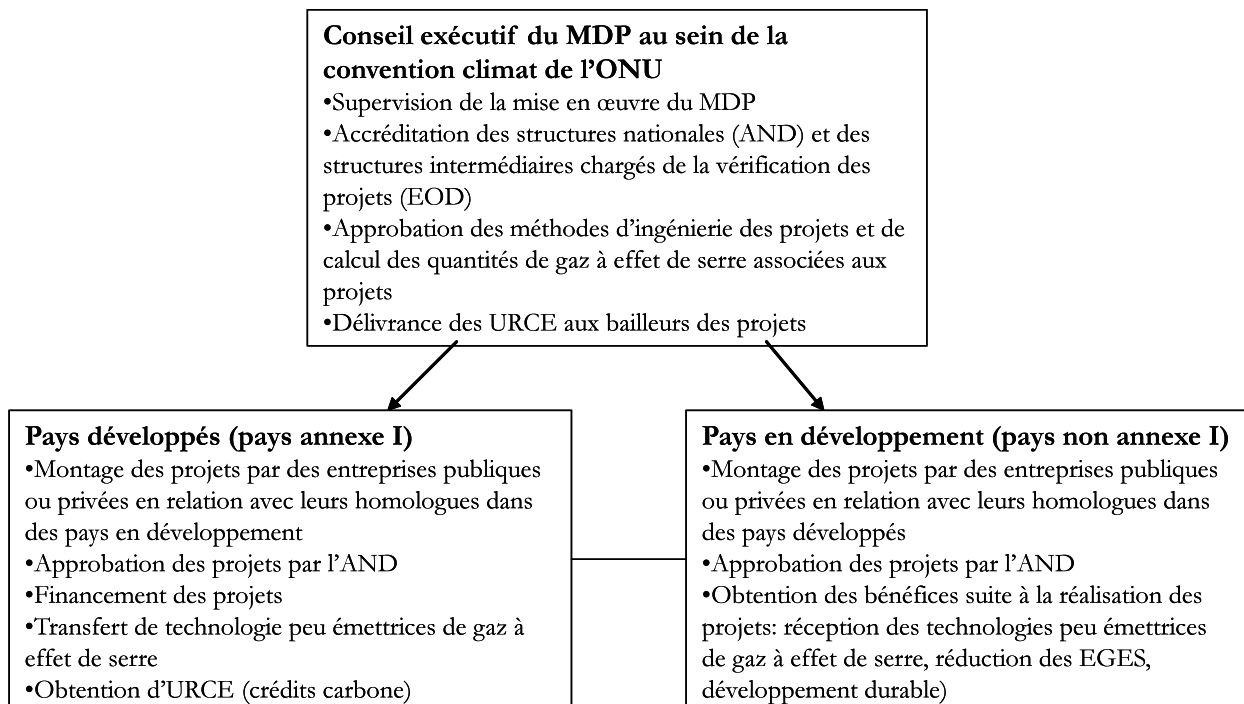 Conseil exécutif du MDP au sein de la
convention climat de l’ONU
•Supervision de la mise en œuvre du MDP
•Accréditation des structures nationales (AND) et des
structures intermédiaires chargés de la vérification des
projets (EOD)
•Approbation des méthodes d’ingénierie des projets et de
calcul des quantités de gaz à effet de serre associées aux
projets
•Délivrance des URCE aux bailleurs des projets
Pays développés (pays annexe I)
•Montage des projets par des entreprises publiques
ou privées en relation avec leurs homologues dans
des pays en développement
•Approbation des projets par l’AND
•Financement des projets
•Transfert de technologie peu émettrices de gaz à
effet de serre
•Obtention d’URCE (crédits carbone)
Pays en développement (pays non annexe I)
•Montage des projets par des entreprises publiques
ou privées en relation avec leurs homologues dans
des pays développés
•Approbation des projets par l’AND
•Obtention des bénéfices suite à la réalisation des
projets: réception des technologies peu émettrices
de gaz à effet de serre, réduction des EGES,
développement durable)